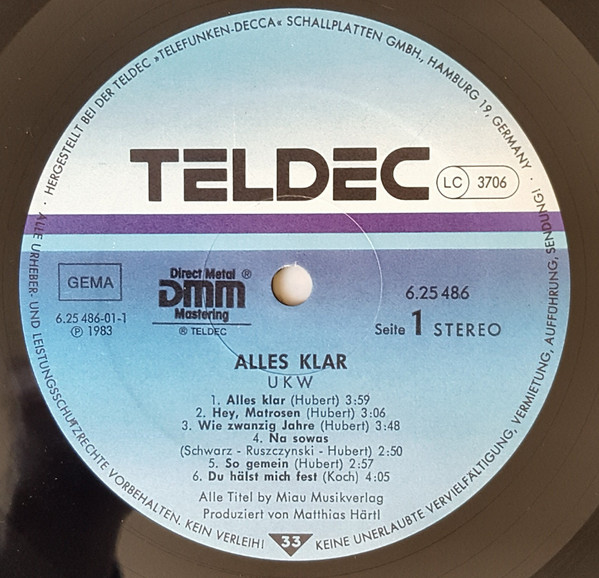 · HERGESTELLT BEI DER TELDEC »TELEFUNKEN-DECCA« SCHALLPLATTEN GMBH., HAMBURG 19, GERMANY ·
TELDEC
LC 3706
GEMA
6.25 486-01-1
Ⓟ 1983
Direct Metal ®
DMM
Mastering
® TELDEC
6.25 486
Seite 1 STEREO
ALLES KLAR
UKW
1. Alles klar (Hubert) 3:59
2. Hey, Matrosen (Hubert) 3:06
3. Wie zwanzig Jahre (Hubert) 3:48
4. Na sowas
(Schwarz - Ruszczynski - Hubert) 2:50
5. So gemein (Hubert) 2:57
6. Du hälst mich fest (Koch) 4:05
Alle Titel by Miau Musikverlag
Produziert von Matthias Härtl
33
ALLE URHEBER- UND LEISTUNGSSCHUTZRECHTE VORBEHALTEN. KEIN VERLEIH! KEINE UNERLAUBTE VERVIELFÄLTIGUNG, VERMIETUNG, AUFFÜHRUNG, SENDUNG!